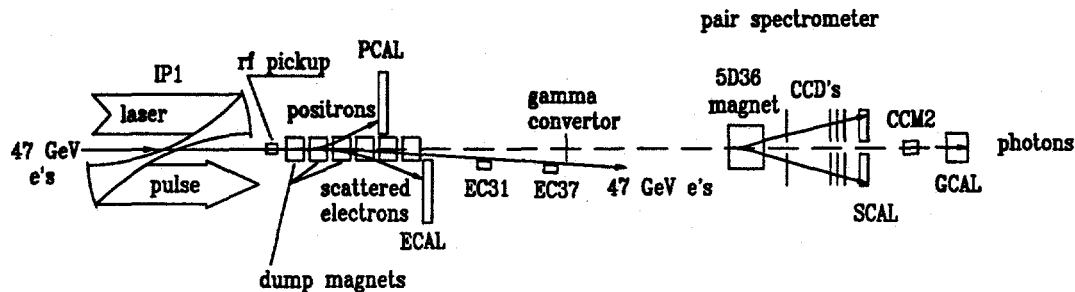 pair spectrometer
PCAL
rf pickup
IP1
5D36
magnet
CCD's
laser
positrons
gamma
convertor
CCM2
47 GeV
e's
photons
pulse
scattered
electrons
EC31
EC37
47 GeV e's
GCAL
SCAL
ECAL
dump magnets